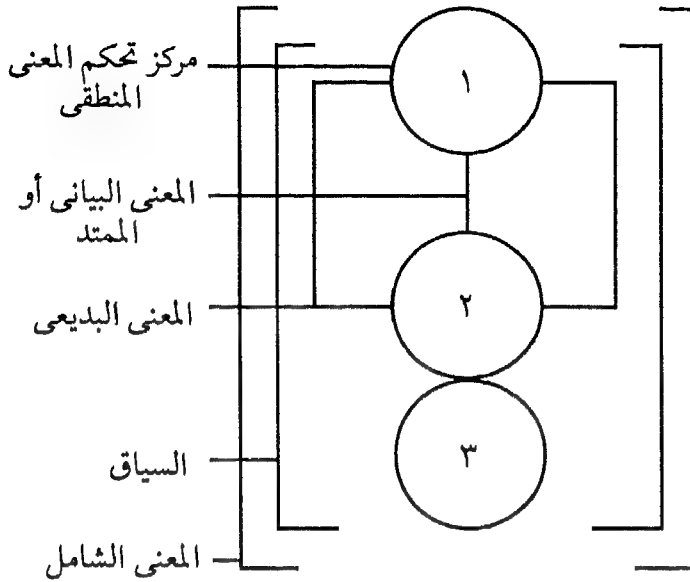 مركز تحكم المعنى
المنطقى
١
المعنى البيانى أو
الممتد
المعنى البديعى
٢
السياق
٣
المعنى الشامل